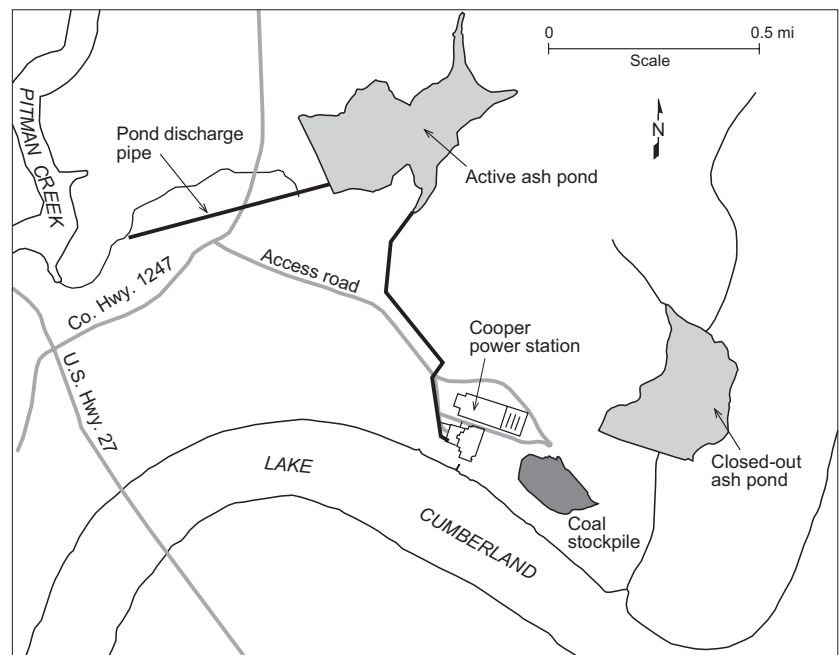 0 0.5 mi
Scale
N
PITMAN CREEK
Pond discharge
pipe
Active ash pond
Access road
Co. Hwy. 1247
Cooper
power station
U.S. Hwy. 27
LAKE
CUMBERLAND
Closed-out
ash pond
Coal
stockpile